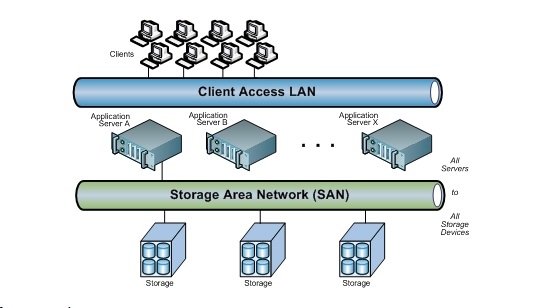 Clients
Client Access LAN
Application
Server A
Application
Server B
Application
Server X
. . .
All
Servers
to
All
Storage
Devices
Storage Area Network (SAN)
Storage
Storage
Storage